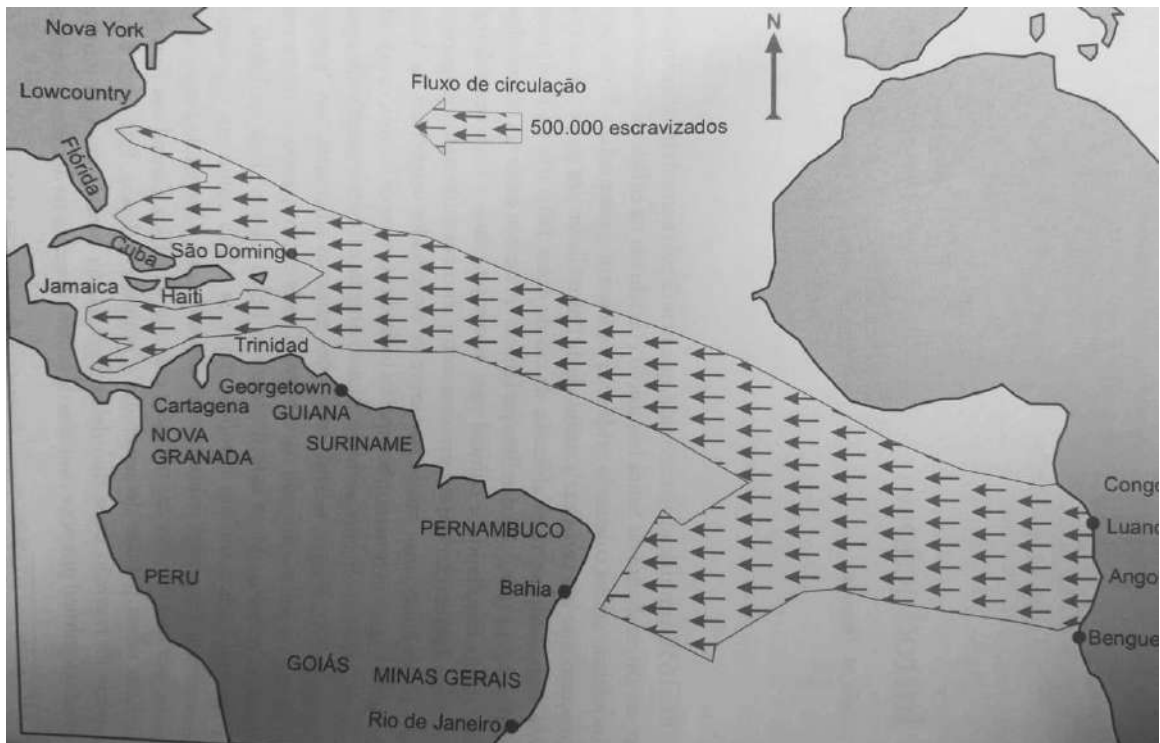 Nova York
Lowcountry
Flórida
Fluxo de circulação
500.000 escravizados
N
Cuba
São Doming
Jamaica
Haiti
Trinidad
Georgetown
Cartagena
GUIANA
NOVA
GRANADA
SURINAME
PERNAMBUCO
PERU
Bahia
GOIÁS
MINAS GERAIS
Rio de Janeiro
Congo
Luand
Ango
Bengue